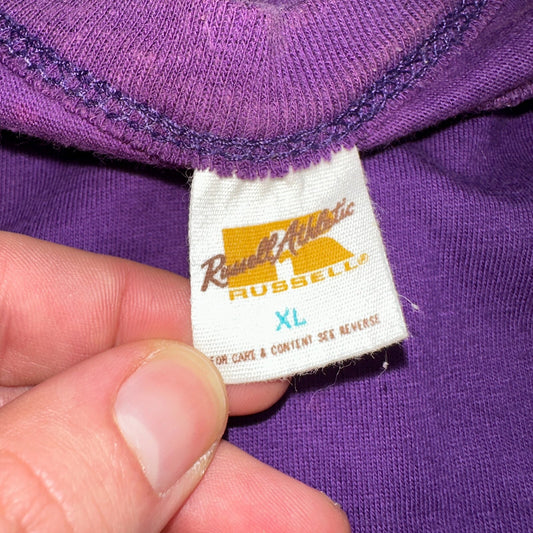 Russell Athletic
RUSSELL®
XL
FOR CARE & CONTENT SEE REVERSE